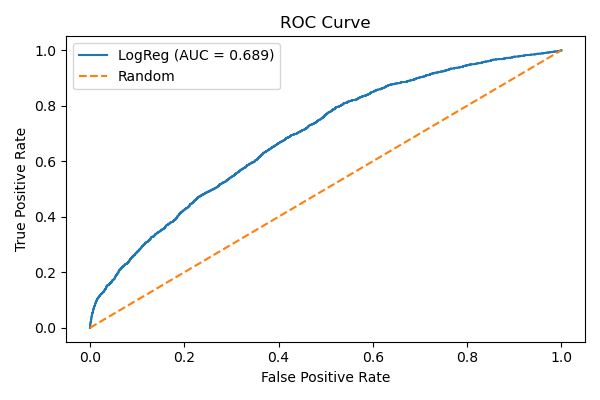 ROC Curve
LogReg (AUC = 0.689)
Random
True Positive Rate
1.0
0.8
0.6
0.4
0.2
0.0
0.0 0.2 0.4 0.6 0.8 1.0
False Positive Rate